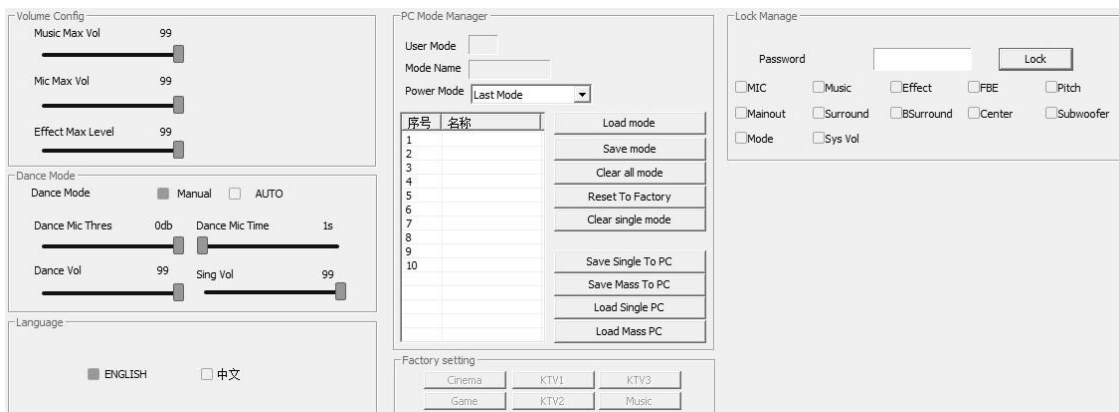 Volume Config
Music Max Vol 99
Mic Max Vol 99
Effect Max Level 99
Dance Mode
Dance Mode Manual AUTO
Dance Mic Thres 0db Dance Mic Time 1s
Dance Vol 99 Sing Vol 99
Language
ENGLISH 中文
PC Mode Manager
User Mode
Mode Name
Power Mode Last Mode
序号 名称
1
2
3
4
5
6
7
8
9
10
Load mode
Save mode
Clear all mode
Reset To Factory
Clear single mode
Save Single To PC
Save Mass To PC
Load Single PC
Load Mass PC
Factory setting
Cinema KTV1 KTV3
Game KTV2 Music
Lock Manage
Password Lock
MIC Music Effect FBE Pitch
Mainout Surround BSurround Center Subwoofer
Mode Sys Vol